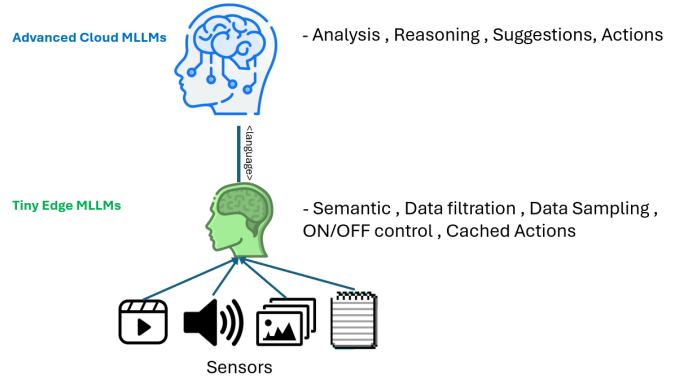 Advanced Cloud MLLMs
- Analysis , Reasoning , Suggestions, Actions
<language>
Tiny Edge MLLMs
- Semantic , Data filtration , Data Sampling ,
ON/OFF control , Cached Actions
Sensors